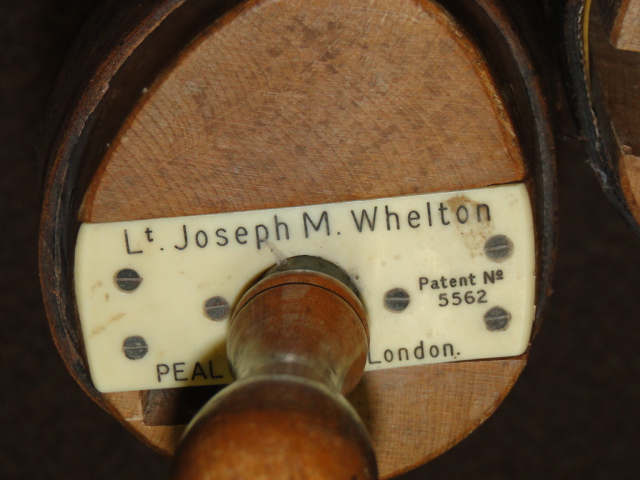 Lt. Joseph M. Whelton
Patent No
5562
PEAL London.